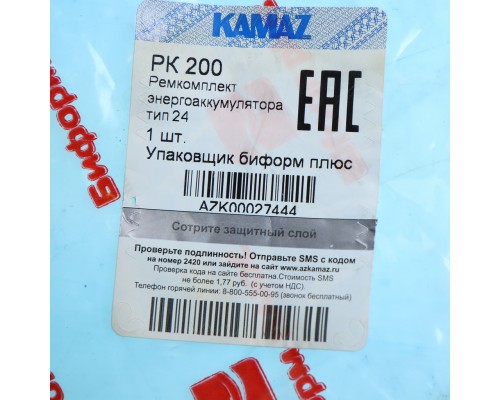 KAMAZ
РК 200
Ремкомплект
энергоаккумулятора
тип 24
1 шт.
Упаковщик биформ плюс
ЕАС
AZK00027444
Сотрите защитный слой
Проверьте подлинность! Отправьте SMS с кодом
на номер 2420 или зайдите на сайт www.azkamaz.ru
Проверка кода на сайте бесплатна.Стоимость SMS
не более 1,77 руб. (с учетом НДС).
Телефон горячей линии: 8-800-555-00-95 (звонок бесплатный)
Биформ